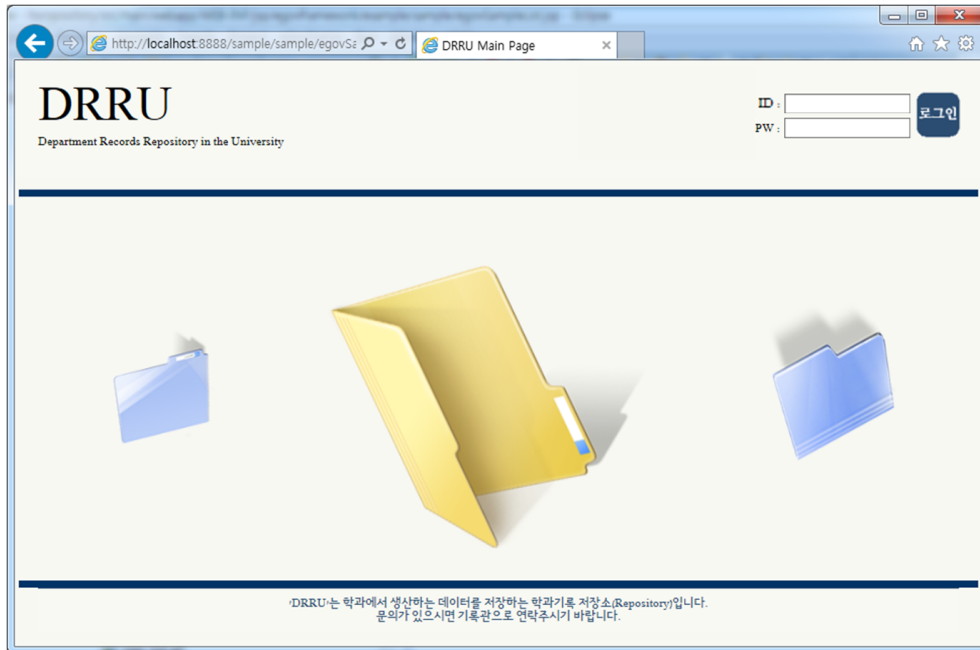 http://localhost:8888/sample/sample/egovSa
DRRU Main Page
DRRU
Department Records Repository in the University
ID :
PW :
로그인
'DRRU'는 학과에서 생산하는 데이터를 저장하는 학과기록 저장소(Repository)입니다.
문의가 있으시면 기록관으로 연락주시기 바랍니다.